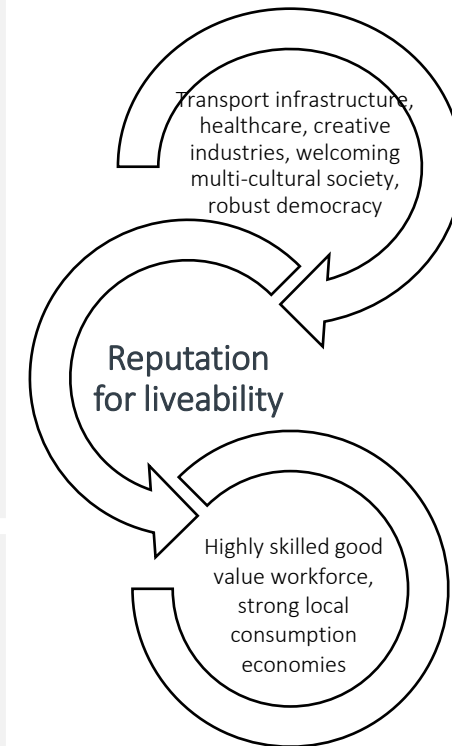 Transport infrastructure,
healthcare, creative
industries, welcoming
multi-cultural society,
robust democracy
Reputation
for liveability
Highly skilled good
value workforce,
strong local
consumption
economies